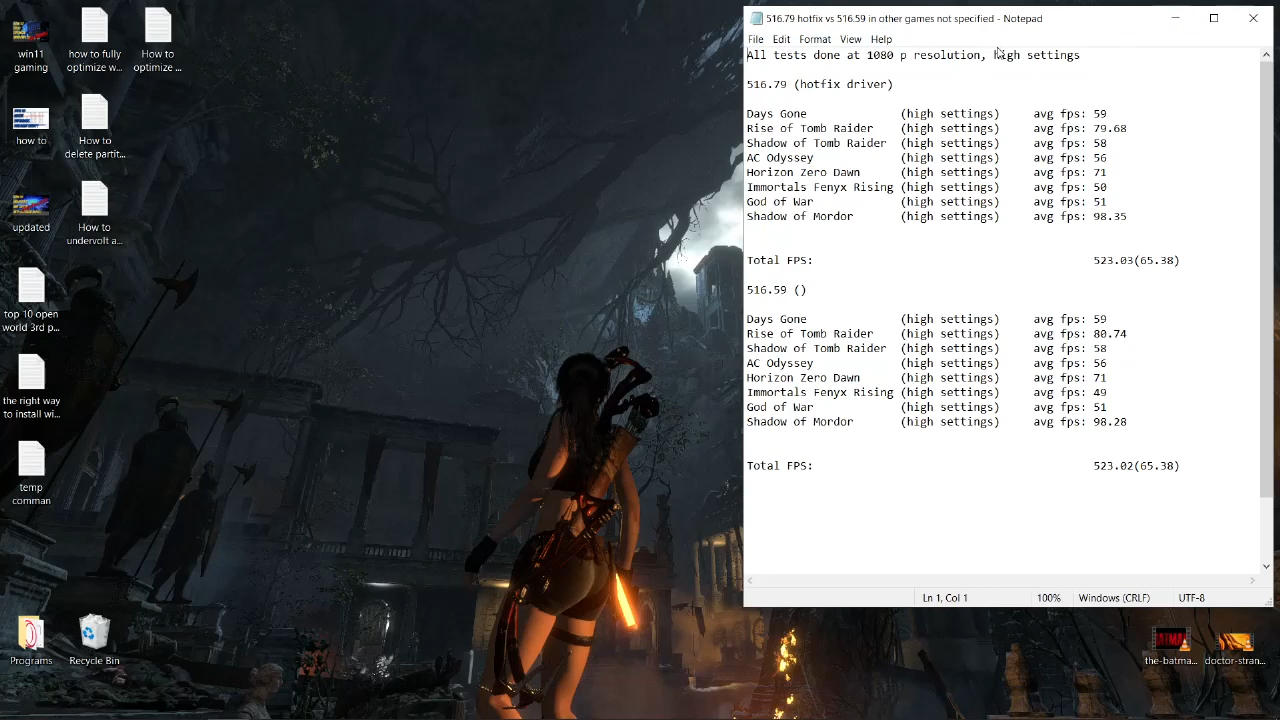 win11
gaming
how to fully
optimize w...
How to
optimize ...
how to
How to
delete partit...
updated
How to
undervolt a...
top 10 open
world 3rd p...
the right way
to install wi...
temp
comman
Programs
Recycle Bin
516.79 hotfix vs 516.59 in other games not specified - Notepad
File Edit Format View Help
All tests done at 1080 p resolution, high settings
516.79 (hotfix driver)
Days Gone (high settings) avg fps: 59
Rise of Tomb Raider (high settings) avg fps: 79.68
Shadow of Tomb Raider (high settings) avg fps: 58
AC Odyssey (high settings) avg fps: 56
Horizon Zero Dawn (high settings) avg fps: 71
Immortals Fenyx Rising (high settings) avg fps: 50
God of War (high settings) avg fps: 51
Shadow of Mordor (high settings) avg fps: 98.35
Total FPS: 523.03(65.38)
516.59 ()
Days Gone (high settings) avg fps: 59
Rise of Tomb Raider (high settings) avg fps: 80.74
Shadow of Tomb Raider (high settings) avg fps: 58
AC Odyssey (high settings) avg fps: 56
Horizon Zero Dawn (high settings) avg fps: 71
Immortals Fenyx Rising (high settings) avg fps: 49
God of War (high settings) avg fps: 51
Shadow of Mordor (high settings) avg fps: 98.28
Total FPS: 523.02(65.38)
Ln 1, Col 1 100% Windows (CRLF) UTF-8
the-batma...
doctor-stran...